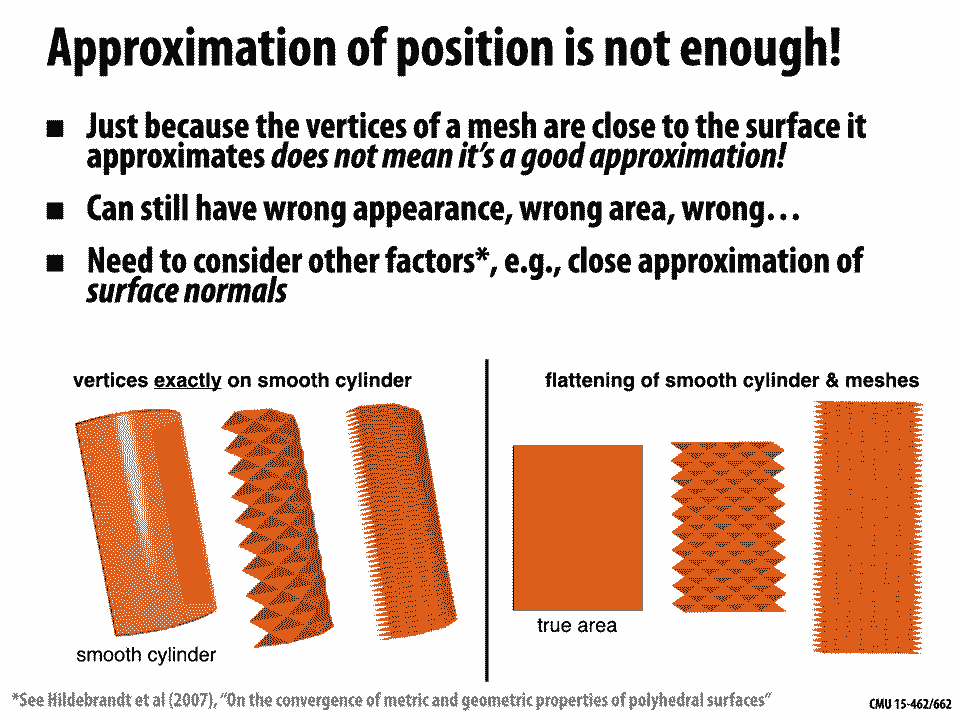 Approximation of position is not enough!
■ Just because the vertices of a mesh are close to the surface it
approximates does not mean it's a good approximation!
■ Can still have wrong appearance, wrong area, wrong…
■ Need to consider other factors*, e.g., close approximation of
surface normals
vertices exactly on smooth cylinder
smooth cylinder
flattening of smooth cylinder & meshes
true area
*See Hildebrandt et al (2007), “On the convergence of metric and geometric properties of polyhedral surfaces”
CMU 15-462/662